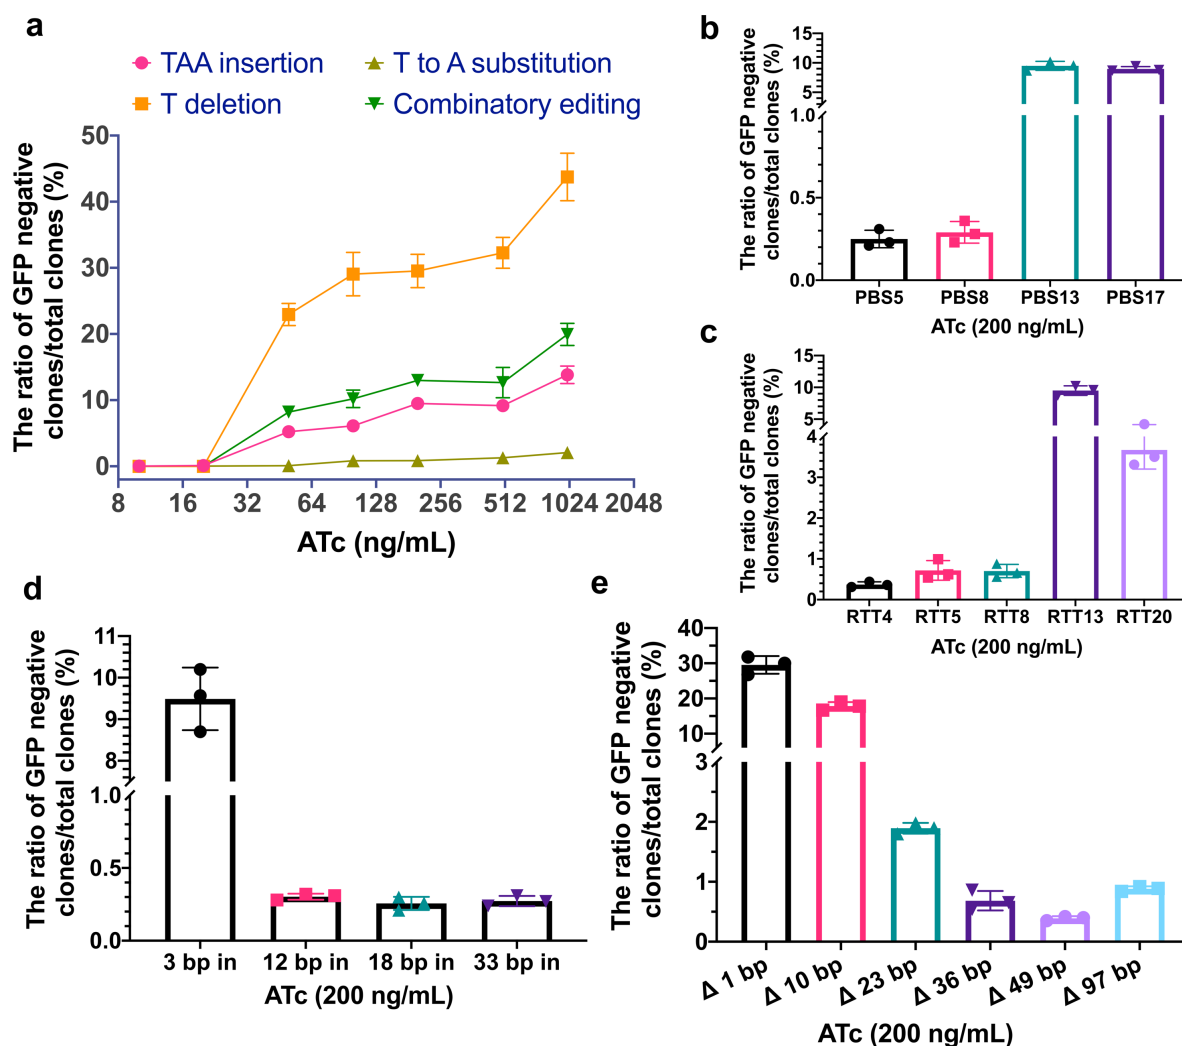 a
TAA insertion
T to A substitution
T deletion
Combinatory editing
The ratio of GFP negative
clones/total clones (%)
50
40
30
20
10
0
8 16 32 64 128 256 512 1024 2048
ATc (ng/mL)
b
The ratio of GFP negative
clones/total clones (%)
15
10
5
1.0
0.5
0.0
PBS5 PBS8 PBS13 PBS17
ATc (200 ng/mL)
c
The ratio of GFP negative
clones/total clones (%)
15
10
5
4
3
2
1
0
RTT4 RTT5 RTT8 RTT13 RTT20
ATc (200 ng/mL)
d
The ratio of GFP negative
clones/total clones (%)
11
10
9
8
1.0
0.5
0.0
3 bp in 12 bp in 18 bp in 33 bp in
ATc (200 ng/mL)
e
The ratio of GFP negative
clones/total clones (%)
40
30
20
10
3
2
1
0
Δ 1 bp Δ 10 bp Δ 23 bp Δ 36 bp Δ 49 bp Δ 97 bp
ATc (200 ng/mL)